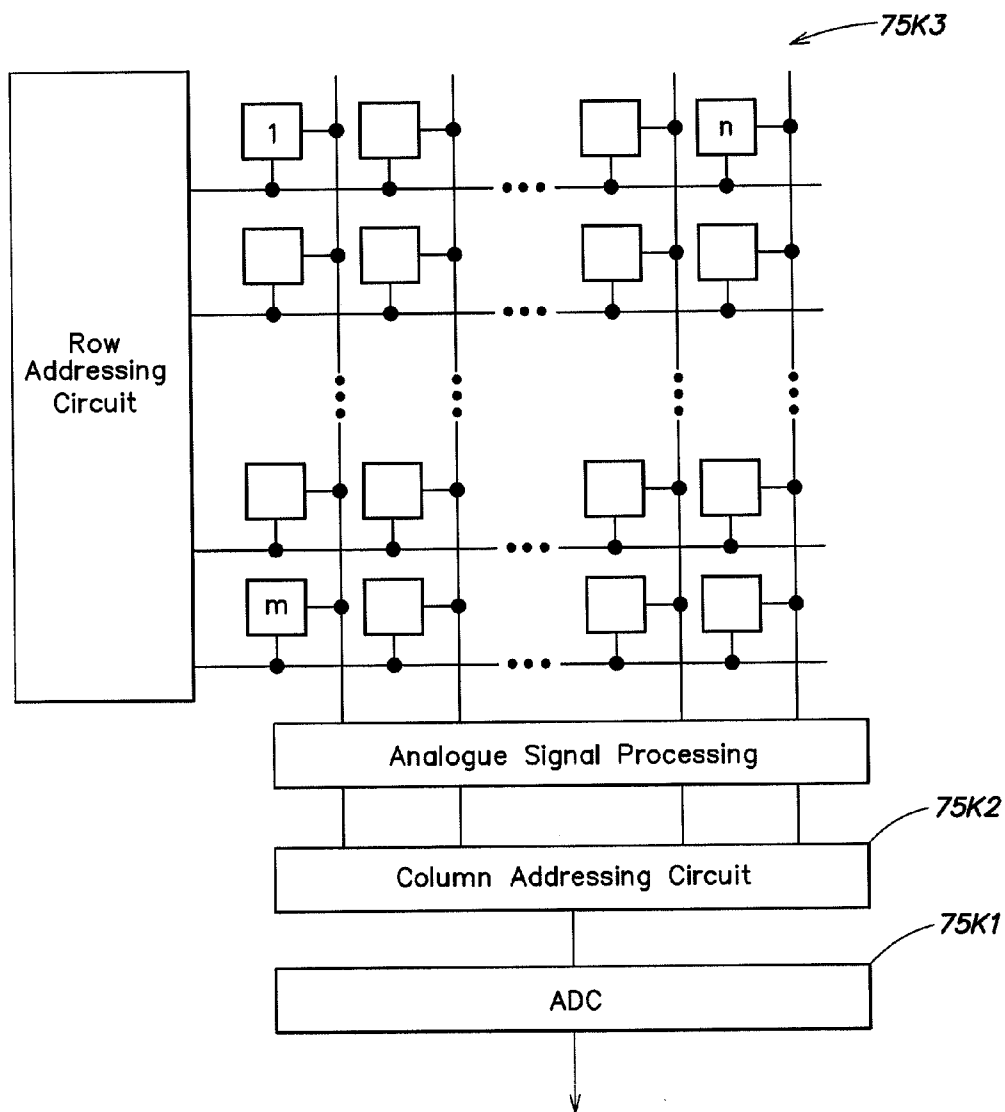 75K3
1
n
Row
Addressing
Circuit
m
Analogue Signal Processing
75K2
Column Addressing Circuit
75K1
ADC